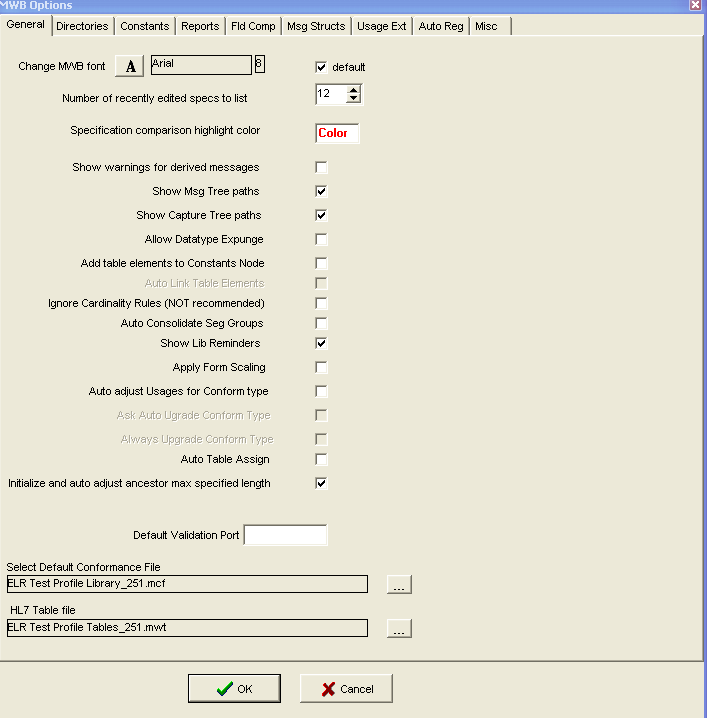 MWB Options
General Directories Constants Reports Fld Comp Msg Structs Usage Ext Auto Reg Misc
Change MWB font A Arial 8 default
Number of recently edited specs to list 12
Specification comparison highlight color Color
Show warnings for derived messages
Show Msg Tree paths
Show Capture Tree paths
Allow Datatype Expunge
Add table elements to Constants Node
Auto Link Table Elements
Ignore Cardinality Rules (NOT recommended)
Auto Consolidate Seg Groups
Show Lib Reminders
Apply Form Scaling
Auto adjust Usages for Conform type
Ask Auto Ugrade Conform Type
Always Upgrade Conform Type
Auto Table Assign
Initialize and auto adjust ancestor max specified length
Default Validation Port
Select Default Conformance File
ELR Test Profile Library_251.mcf ...
HL7 Table file
ELR Test Profile Tables_251.mwt ...
OK Cancel